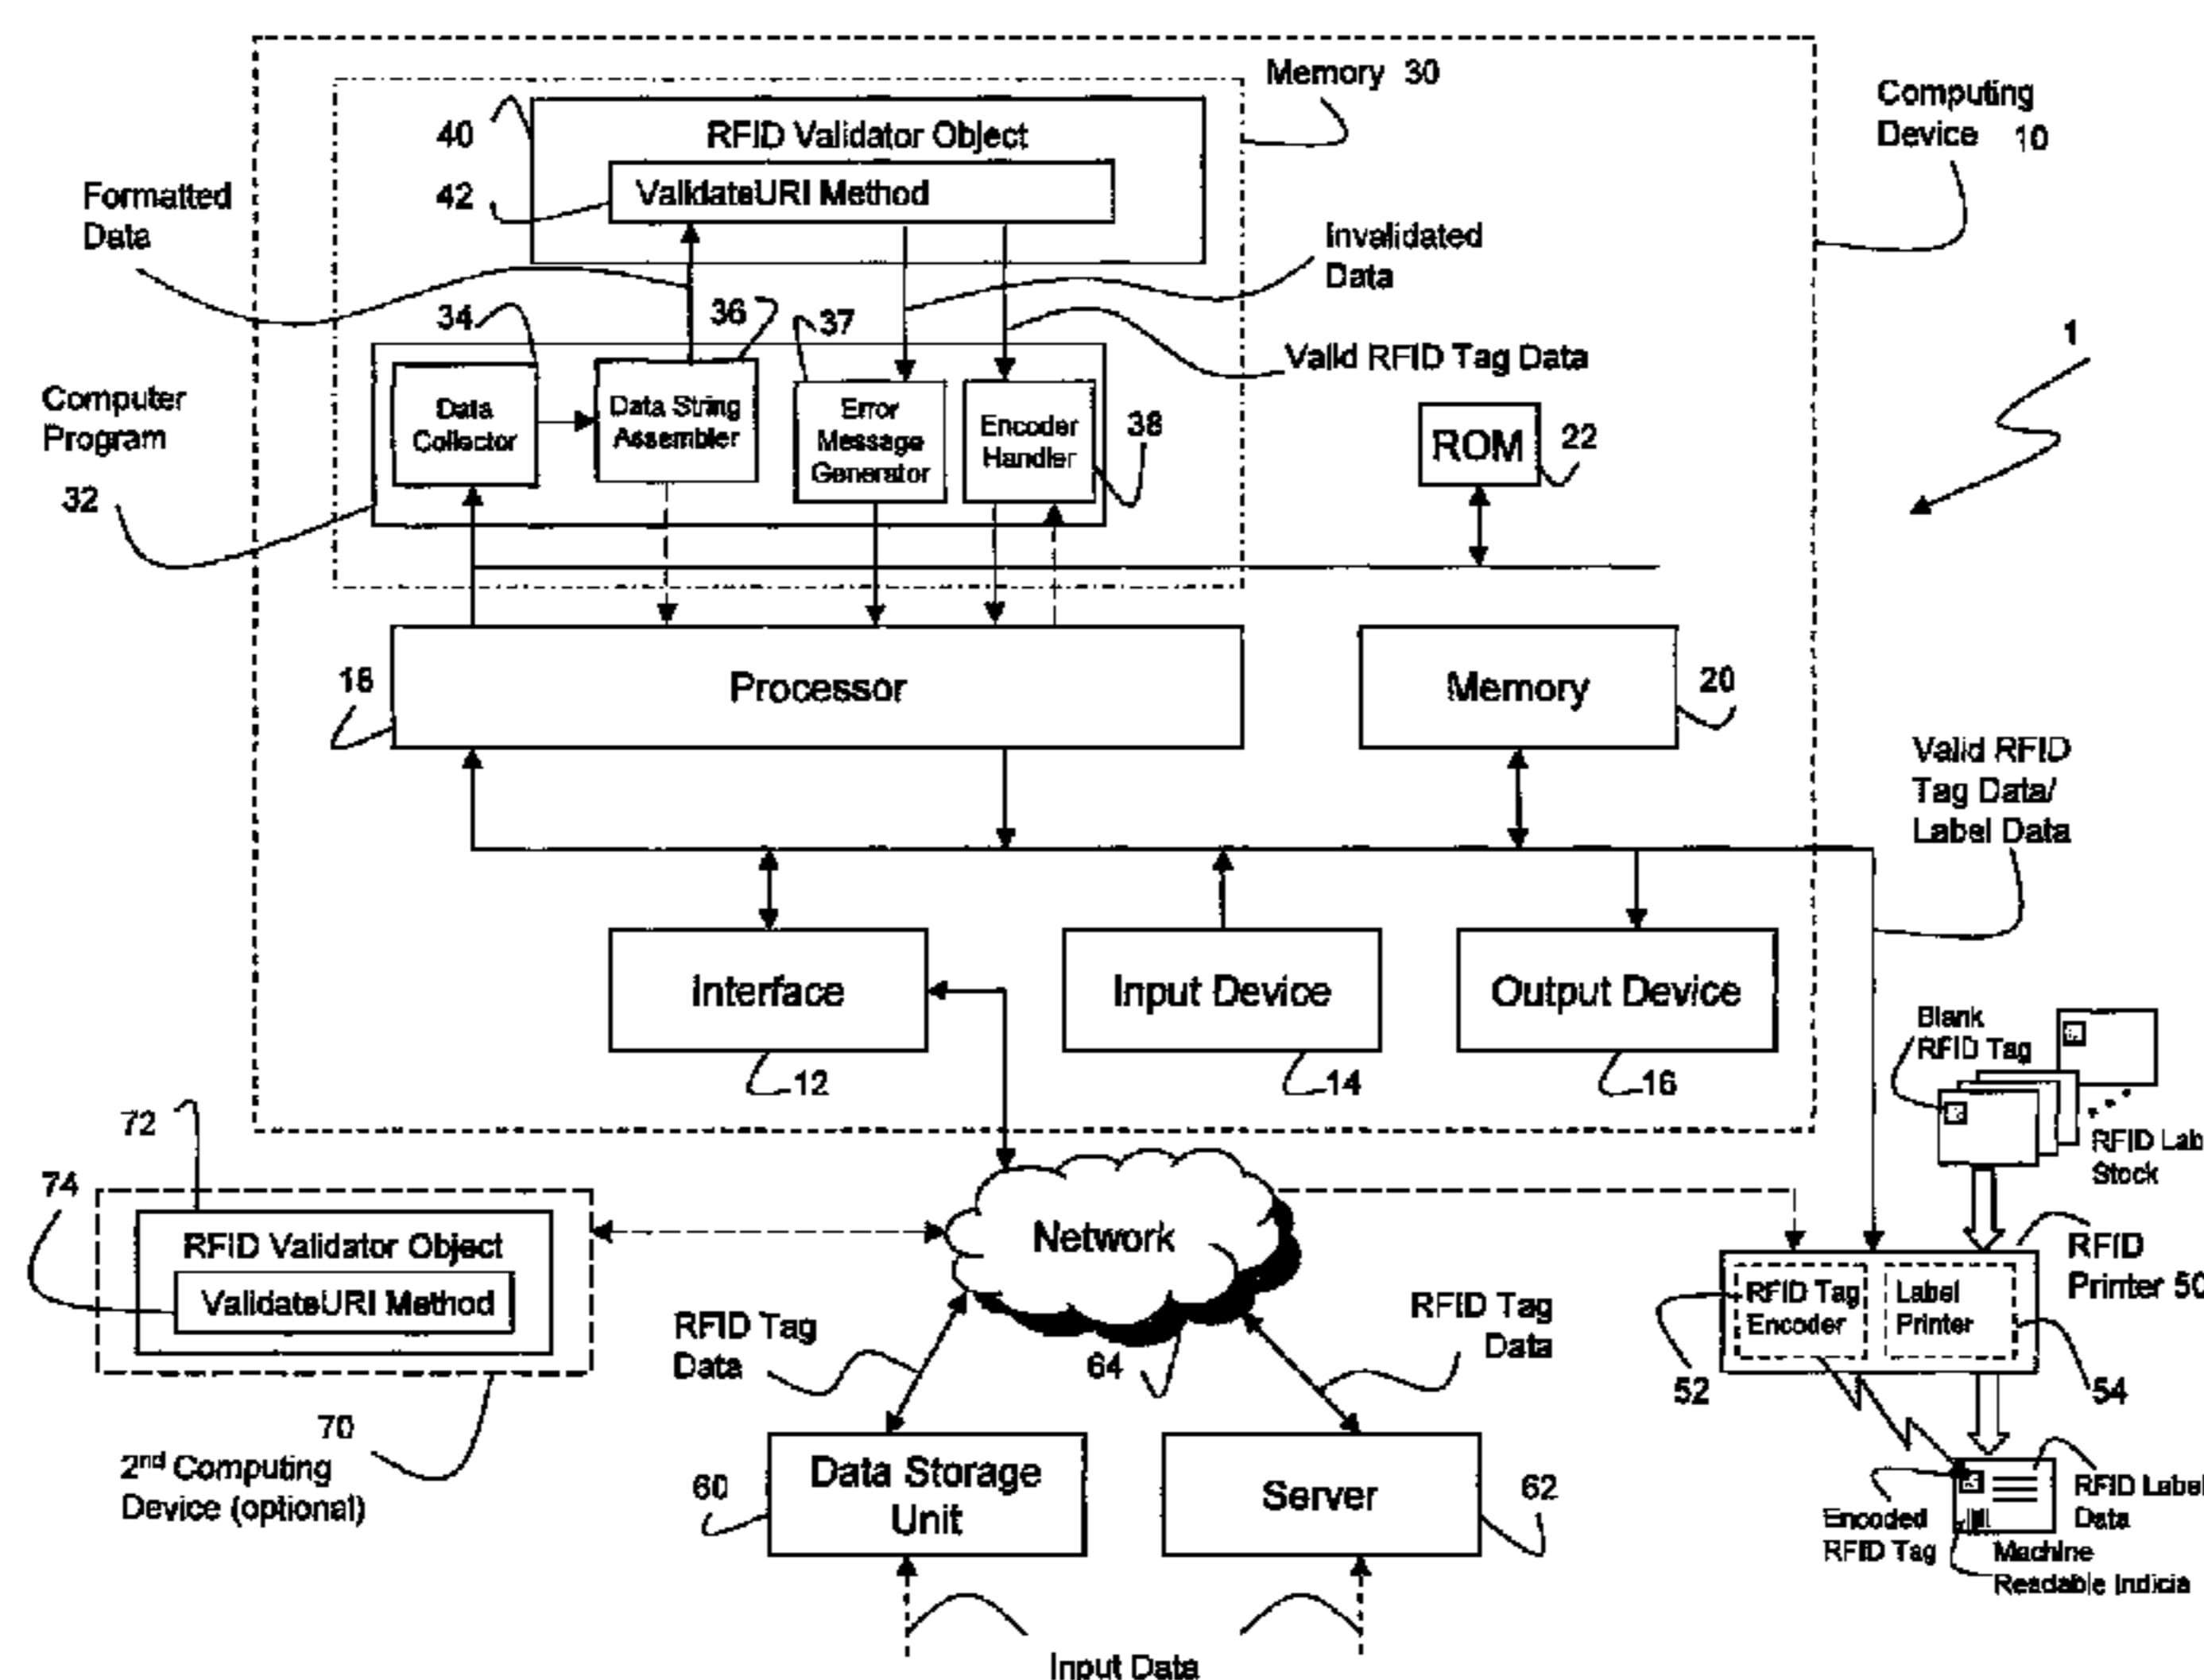 Memory 30
Computing
Device 10
40
RFID Validator Object
42
ValidateURI Method
Formatted
Data
Invalidated
Data
34
36
37
Valid RFID Tag Data
1
Computer
Program
32
Data
Collector
Data String
Assembler
Error
Message
Generator
Encoder
Handler
38
ROM
22
18
Processor
Memory
20
Valid RFID
Tag Data/
Label Data
Interface
Input Device
Output Device
12
14
16
Blank
RFID Tag
RFID Lab
Stock
72
74
RFID Validator Object
ValidateURI Method
Network
RFID
Printer 50
RFID Tag
Encoder
Label
Printer
RFID Tag
Data
64
RFID Tag
Data
52
54
70
2nd Computing
Device (optional)
60
Data Storage
Unit
Server
62
Encoded
RFID Tag
RFID Label
Data
Machine
Readable Indicia
Input Data